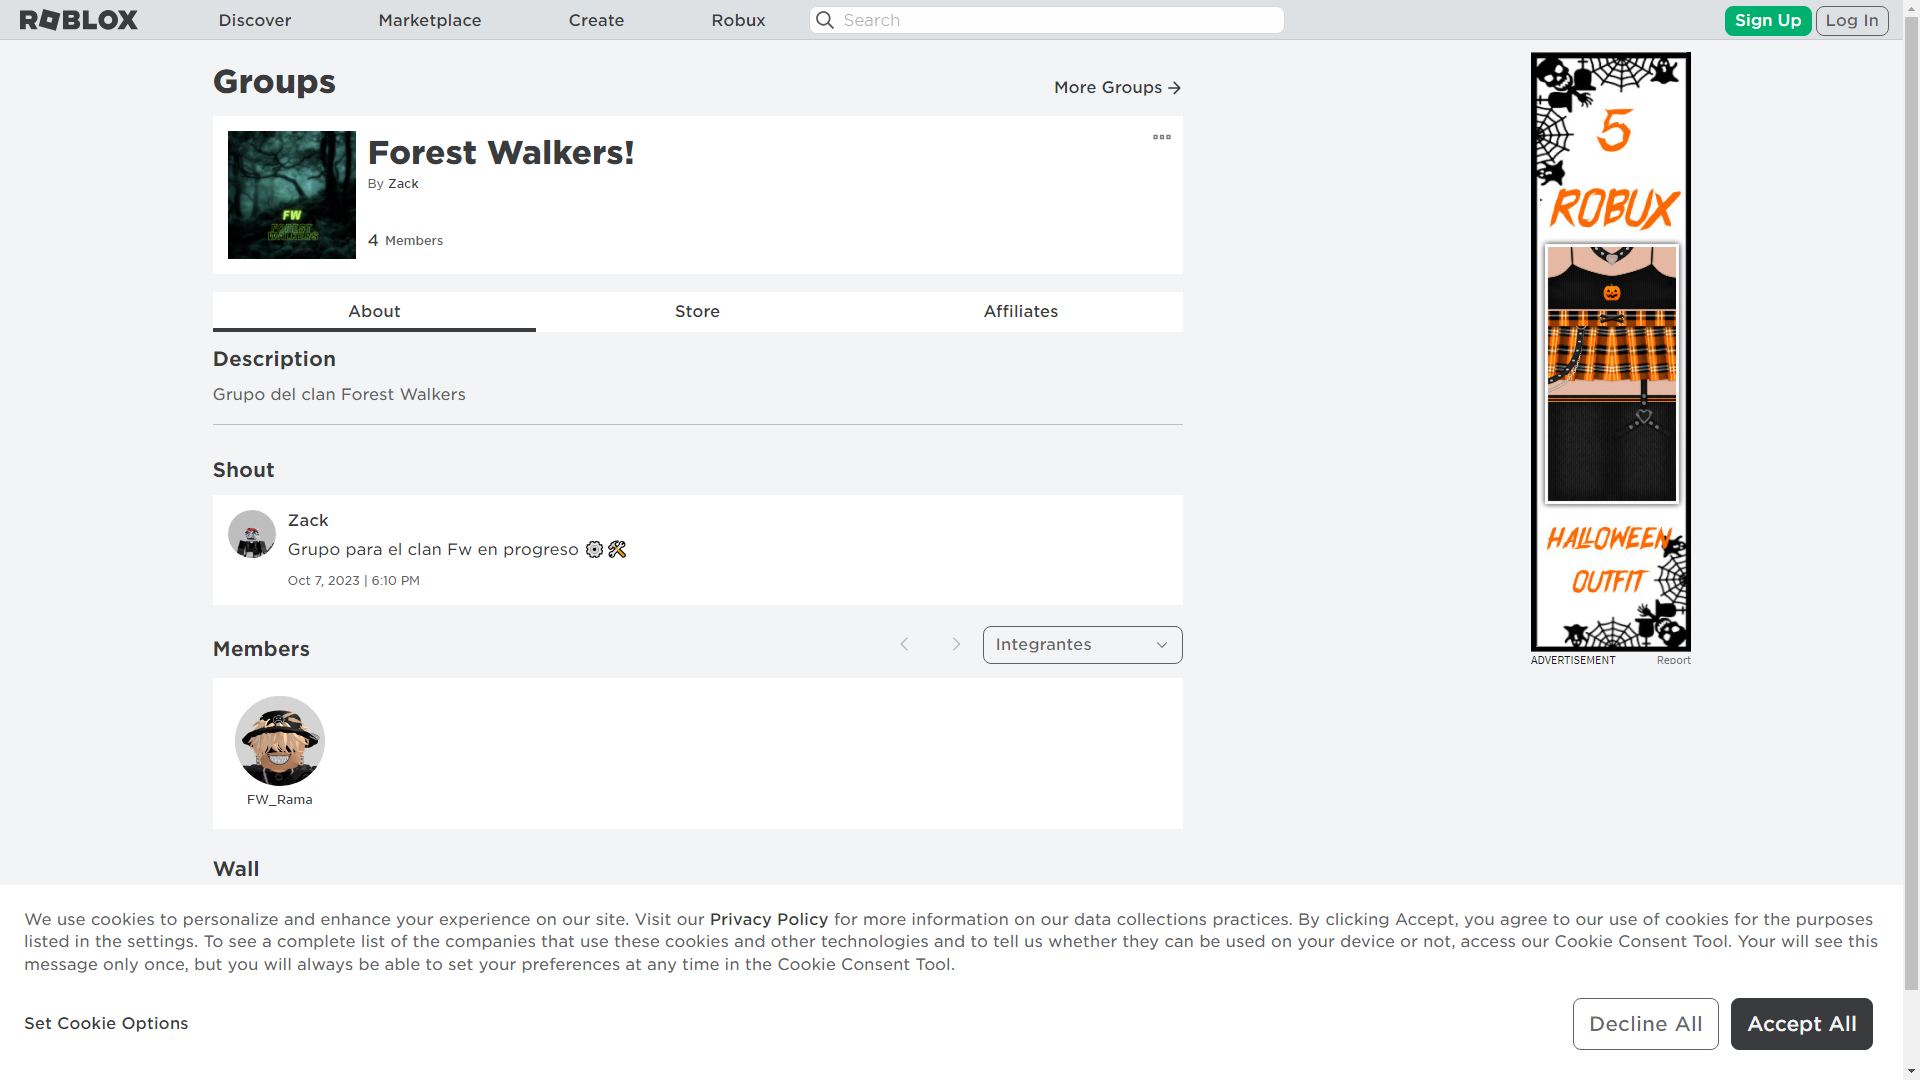 ROBLOX
Discover
Marketplace
Create
Robux
Search
Sign Up
Log In
Groups
More Groups
FW
FOREST
WALKERS
Forest Walkers!
By Zack
4 Members
About
Store
Affiliates
Description
Grupo del clan Forest Walkers
Shout
Zack
Grupo para el clan Fw en progreso ⚙️🛠️
Oct 7, 2023 | 6:10 PM
Members
Integrantes
FW_Rama
Wall
5
ROBUX
HALLOWEEN
OUTFIT
ADVERTISEMENT
Report
We use cookies to personalize and enhance your experience on our site. Visit our Privacy Policy for more information on our data collections practices. By clicking Accept, you agree to our use of cookies for the purposes
listed in the settings. To see a complete list of the companies that use these cookies and other technologies and to tell us whether they can be used on your device or not, access our Cookie Consent Tool. Your will see this
message only once, but you will always be able to set your preferences at any time in the Cookie Consent Tool.
Set Cookie Options
Decline All
Accept All